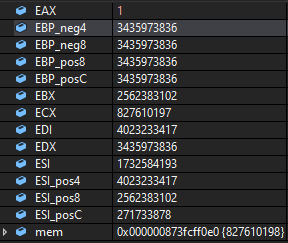 EAX 1
EBP_neg4 3435973836
EBP_neg8 3435973836
EBP_pos8 3435973836
EBP_posC 3435973836
EBX 2562383102
ECX 827610197
EDI 4023233417
EDX 3435973836
ESI 1732584193
ESI_pos4 4023233417
ESI_pos8 2562383102
ESI_posC 271733878
mem 0x000000873fcff0e0 {827610198}